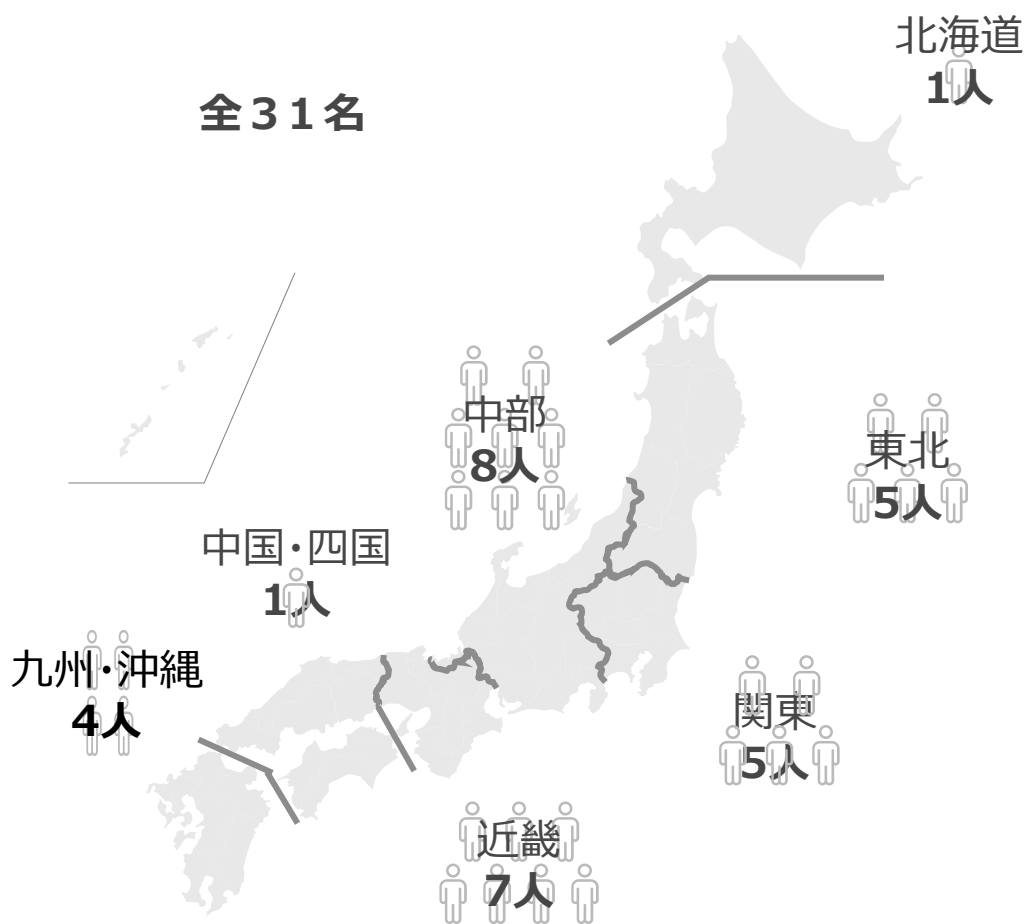 北海道
1人
全31名
中部
8人
東北
5人
中国・四国
1人
九州・沖縄
4人
関東
5人
近畿
7人